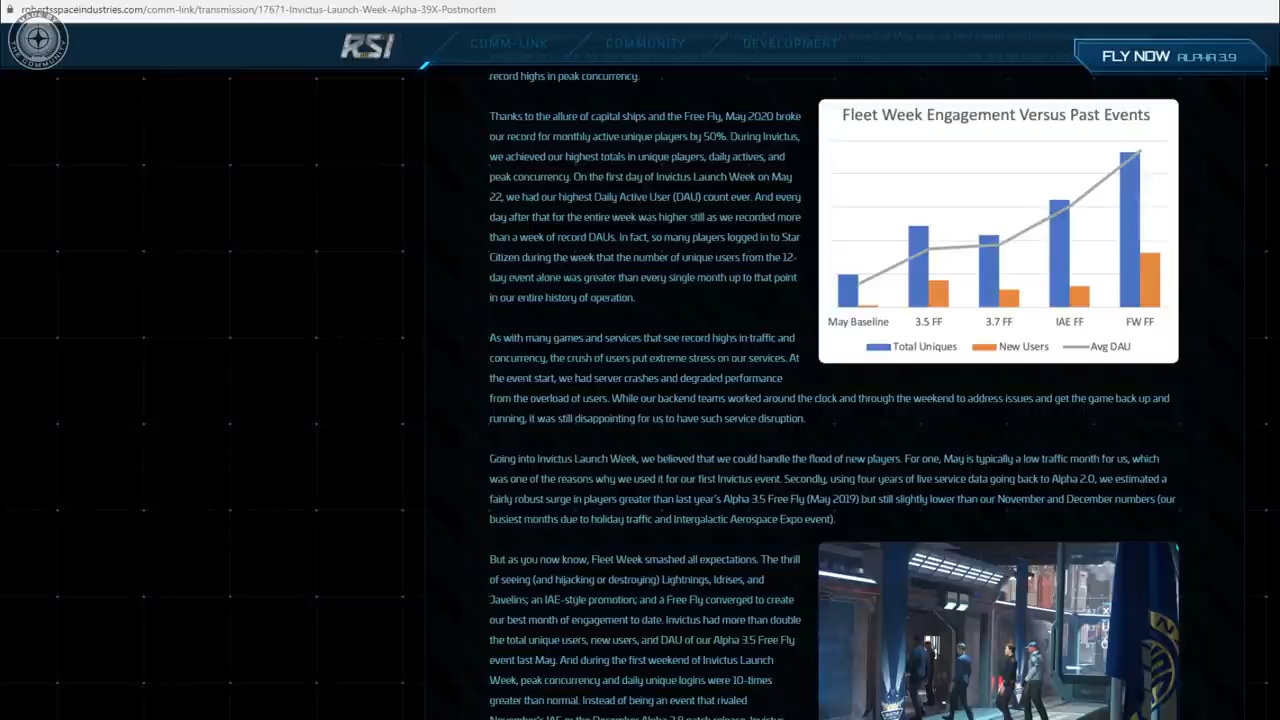 robertsspaceindustries.com/comm-link/transmission/17671-Invictus-Launch-Week-Alpha-39X-Postmortem
MADE BY
THE COMMUNITY
RSI
COMM-LINK
COMMUNITY
DEVELOPMENT
FLY NOW ALPHA 3.9
record highs in peak concurrency.
Thanks to the allure of capital ships and the Free Fly, May 2020 broke
our record for monthly active unique players by 50%. During Invictus,
we achieved our highest totals in unique players, daily actives, and
peak concurrency. On the first day of Invictus Launch Week on May
22, we had our highest Daily Active User (DAU) count ever. And every
day after that for the entire week was higher still as we recorded more
than a week of record DAUs. In fact, so many players logged in to Star
Citizen during the week that the number of unique users from the 12-
day event alone was greater than every single month up to that point
in our entire history of operation.
Fleet Week Engagement Versus Past Events
May Baseline 3.5 FF 3.7 FF IAE FF FW FF
Total Uniques New Users Avg DAU
As with many games and services that see record highs in traffic and
concurrency, the crush of users put extreme stress on our services. At
the event start, we had server crashes and degraded performance
from the overload of users. While our backend teams worked around the clock and through the weekend to address issues and get the game back up and
running, it was still disappointing for us to have such service disruption.
Going into Invictus Launch Week, we believed that we could handle the flood of new players. For one, May is typically a low traffic month for us, which
was one of the reasons why we used it for our first Invictus event. Secondly, using four years of live service data going back to Alpha 2.0, we estimated a
fairly robust surge in players greater than last year's Alpha 3.5 Free Fly (May 2019) but still slightly lower than our November and December numbers (our
busiest months due to holiday traffic and Intergalactic Aerospace Expo event).
But as you now know, Fleet Week smashed all expectations. The thrill
of seeing (and hijacking or destroying) Lightnings, Idrises, and
Javelins; an IAE-style promotion; and a Free Fly converged to create
our best month of engagement to date. Invictus had more than double
the total unique users, new users, and DAU of our Alpha 3.5 Free Fly
event last May. And during the first weekend of Invictus Launch
Week, peak concurrency and daily unique logins were 10-times
greater than normal. Instead of being an event that rivaled
November's IAE or the December Alpha 3.8 patch release, Invictus